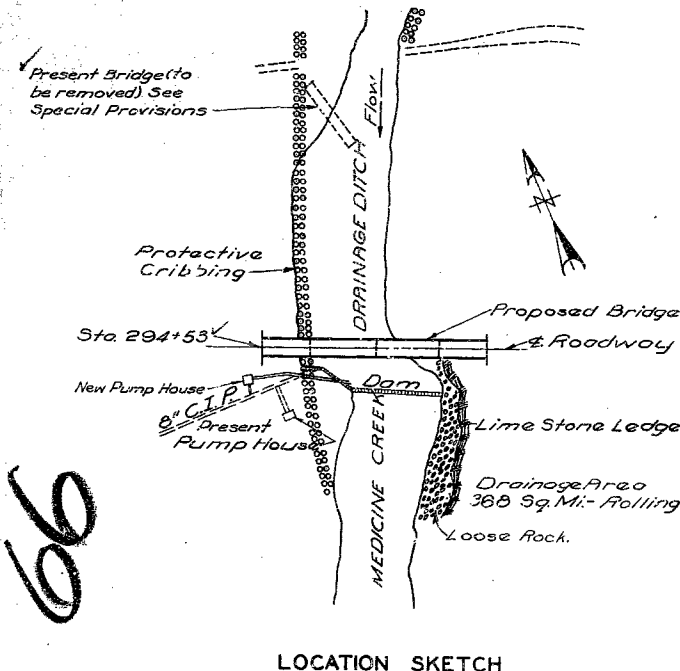 Present Bridge (to
be removed) See
Special Provisions
Flow
DRAINAGE DITCH
Protective
Cribbing
Proposed Bridge
Sta. 294+53
℄ Roadway
New Pump House
Dam
8" C.I.P.
Present
Pump House
Lime Stone Ledge
MEDICINE CREEK
Drainage Area
368 Sq. Mi.- Rolling
Loose Rock.
66
LOCATION SKETCH